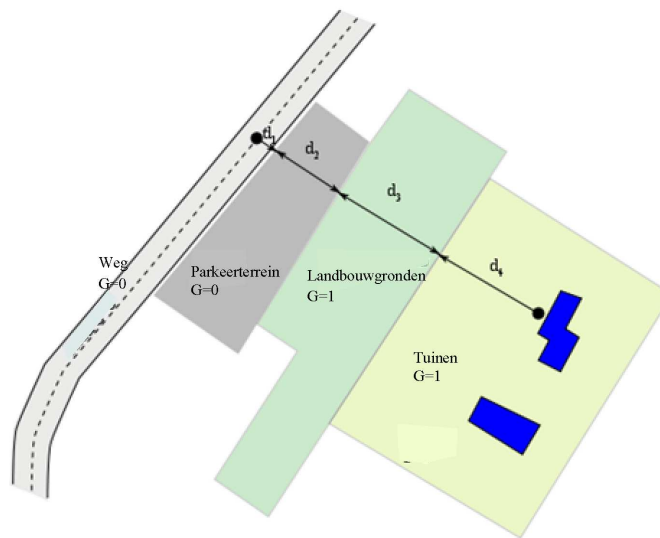 d₁
d₂
d₃
Weg
G=0
Parkeerterrein
G=0
Landbouwgronden
G=1
d₄
Tuinen
G=1